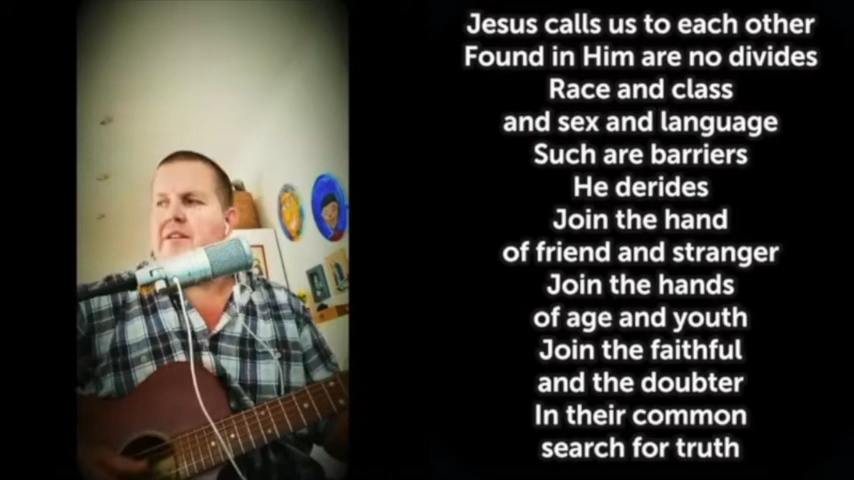 Jesus calls us to each other
Found in Him are no divides
Race and class
and sex and language
Such are barriers
He derides
Join the hand
of friend and stranger
Join the hands
of age and youth
Join the faithful
and the doubter
In their common
search for truth